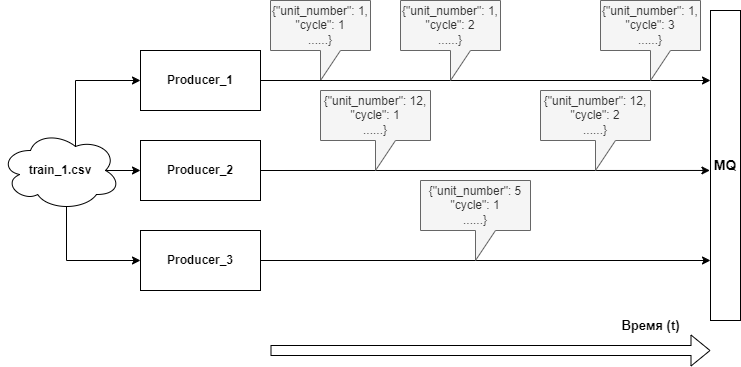 {"unit_number": 1,
"cycle": 1
......}
{"unit_number": 1,
"cycle": 2
......}
{"unit_number": 1,
"cycle": 3
......}
Producer_1
{"unit_number": 12,
"cycle": 1
......}
{"unit_number": 12,
"cycle": 2
......}
train_1.csv
Producer_2
MQ
{"unit_number": 5
"cycle": 1
......}
Producer_3
Время (t)